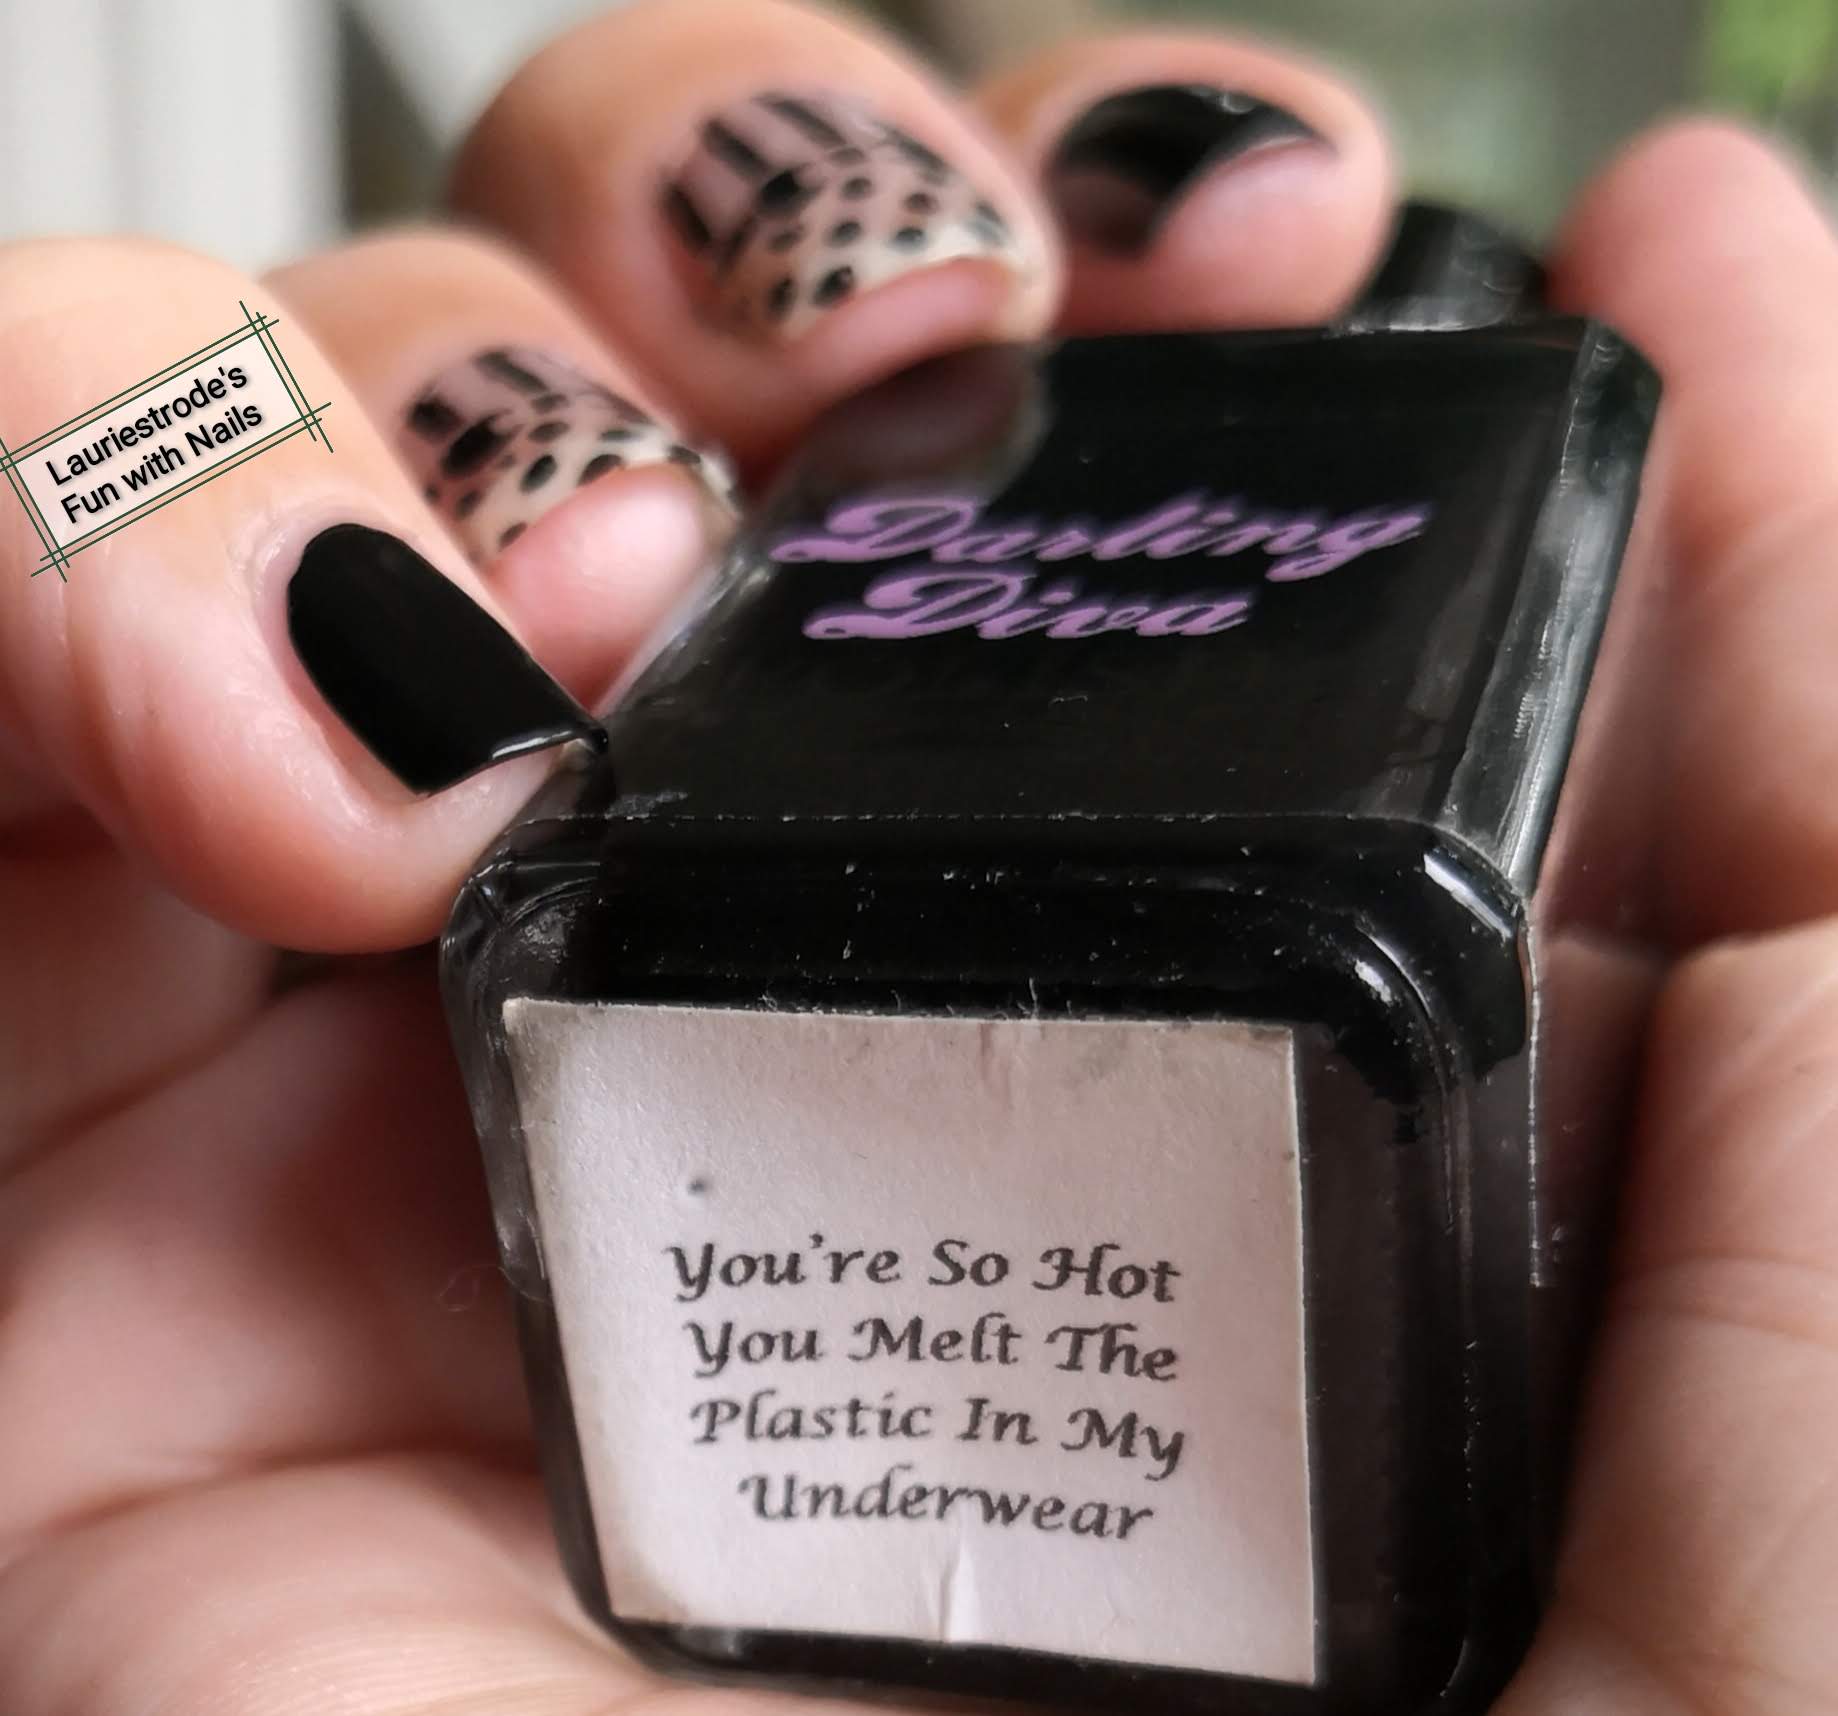 Lauriestrode's
Fun with Nails
Darling
Diva
You're So Hot
You Melt The
Plastic In My
Underwear